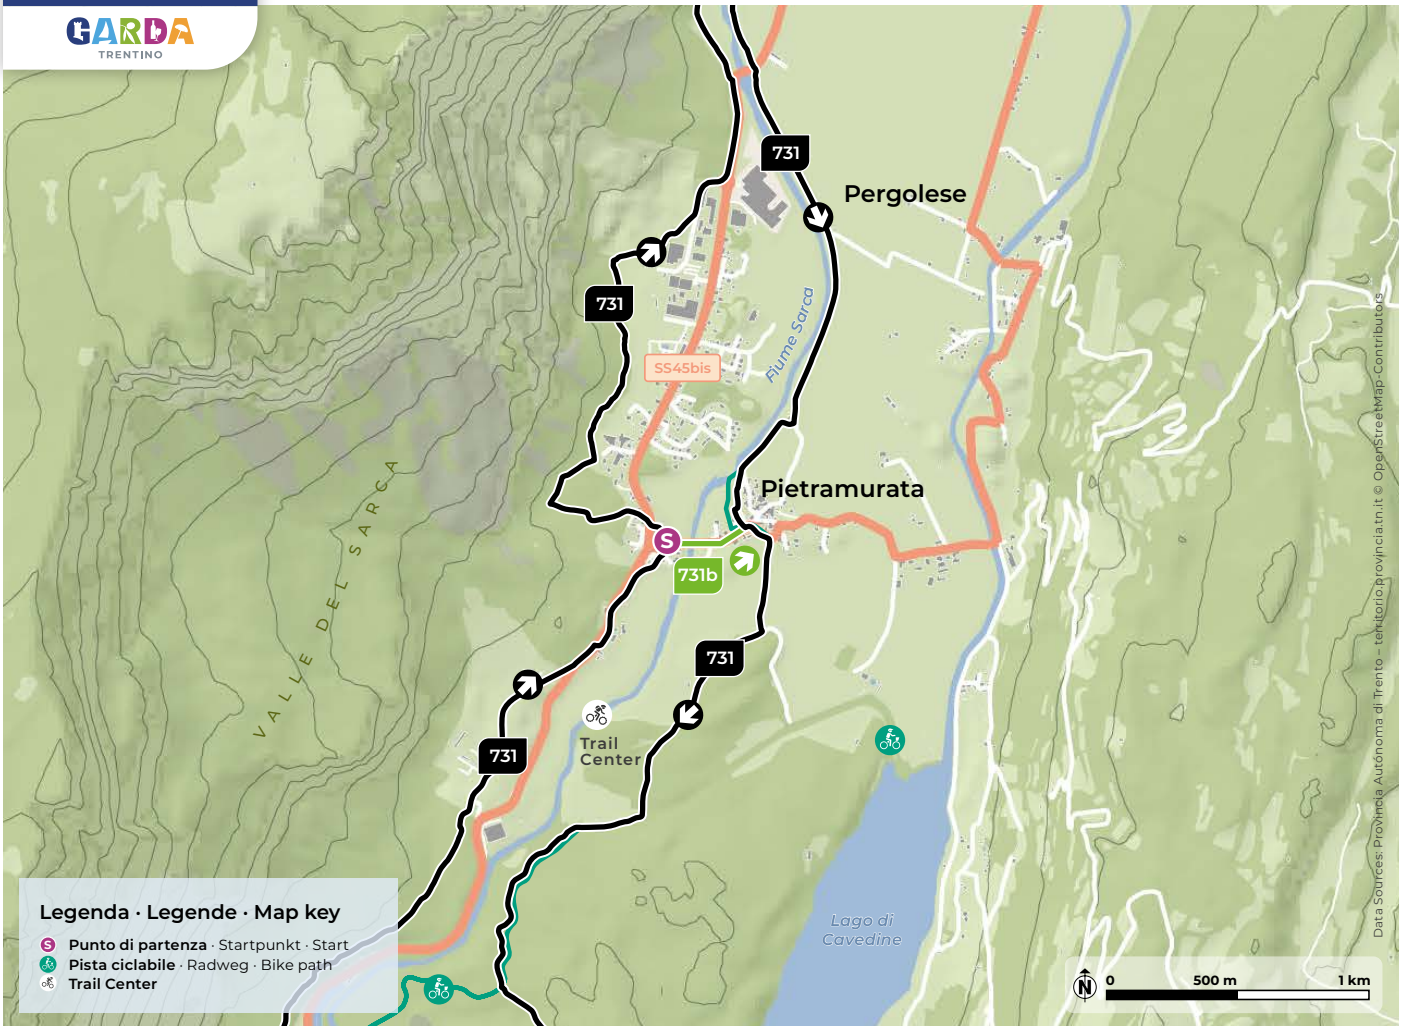 GARDA
TRENTINO
731
Pergolese
731
Fiume Sarca
SS45bis
VALLE DEL SARCA
Pietramurata
S
731b
731
731
Trail
Center
Lago di
Cavedine
Legenda · Legende · Map key
S Punto di partenza · Startpunkt · Start
Pista ciclabile · Radweg · Bike path
Trail Center
N
0 500 m 1 km
Data Sources: Provincia Autonoma di Trento – territorio.provincia.tn.it © OpenStreetMap-Contributors